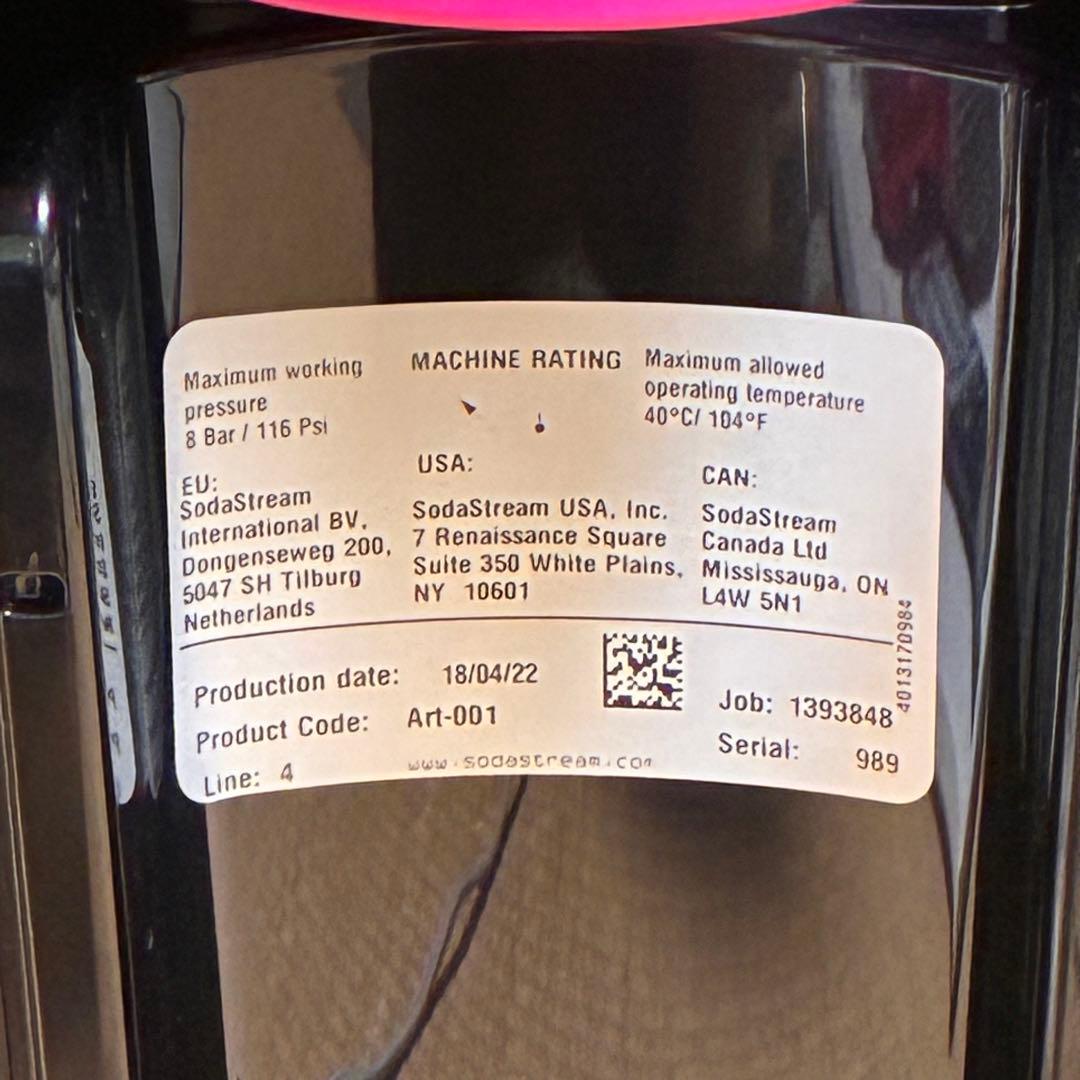 MACHINE RATING
Maximum working
pressure
8 Bar / 116 Psi
Maximum allowed
operating temperature
40°C/ 104°F
EU:
SodaStream
International BV,
Dongenseweg 200,
5047 SH Tilburg
Netherlands
USA:
SodaStream USA, Inc.
7 Renaissance Square
Suite 350 White Plains,
NY 10601
CAN:
SodaStream
Canada Ltd
Mississauga, ON
L4W 5N1
4013170984
Production date: 18/04/22
Product Code: Art-001
Line: 4
Job: 1393848
Serial: 989
www.sodastream.com